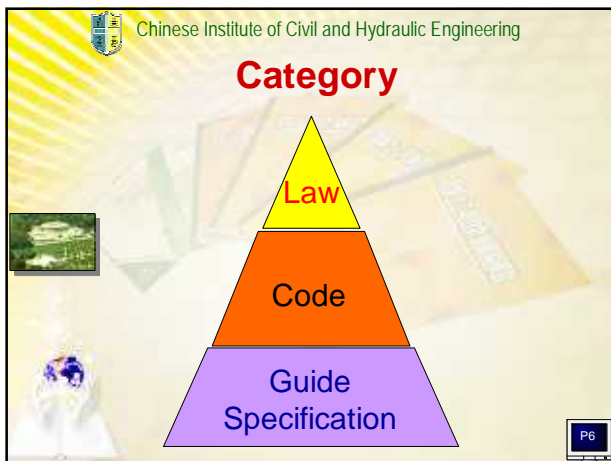 Chinese Institute of Civil and Hydraulic Engineering
Category
Law
Code
Guide
Specification
P6